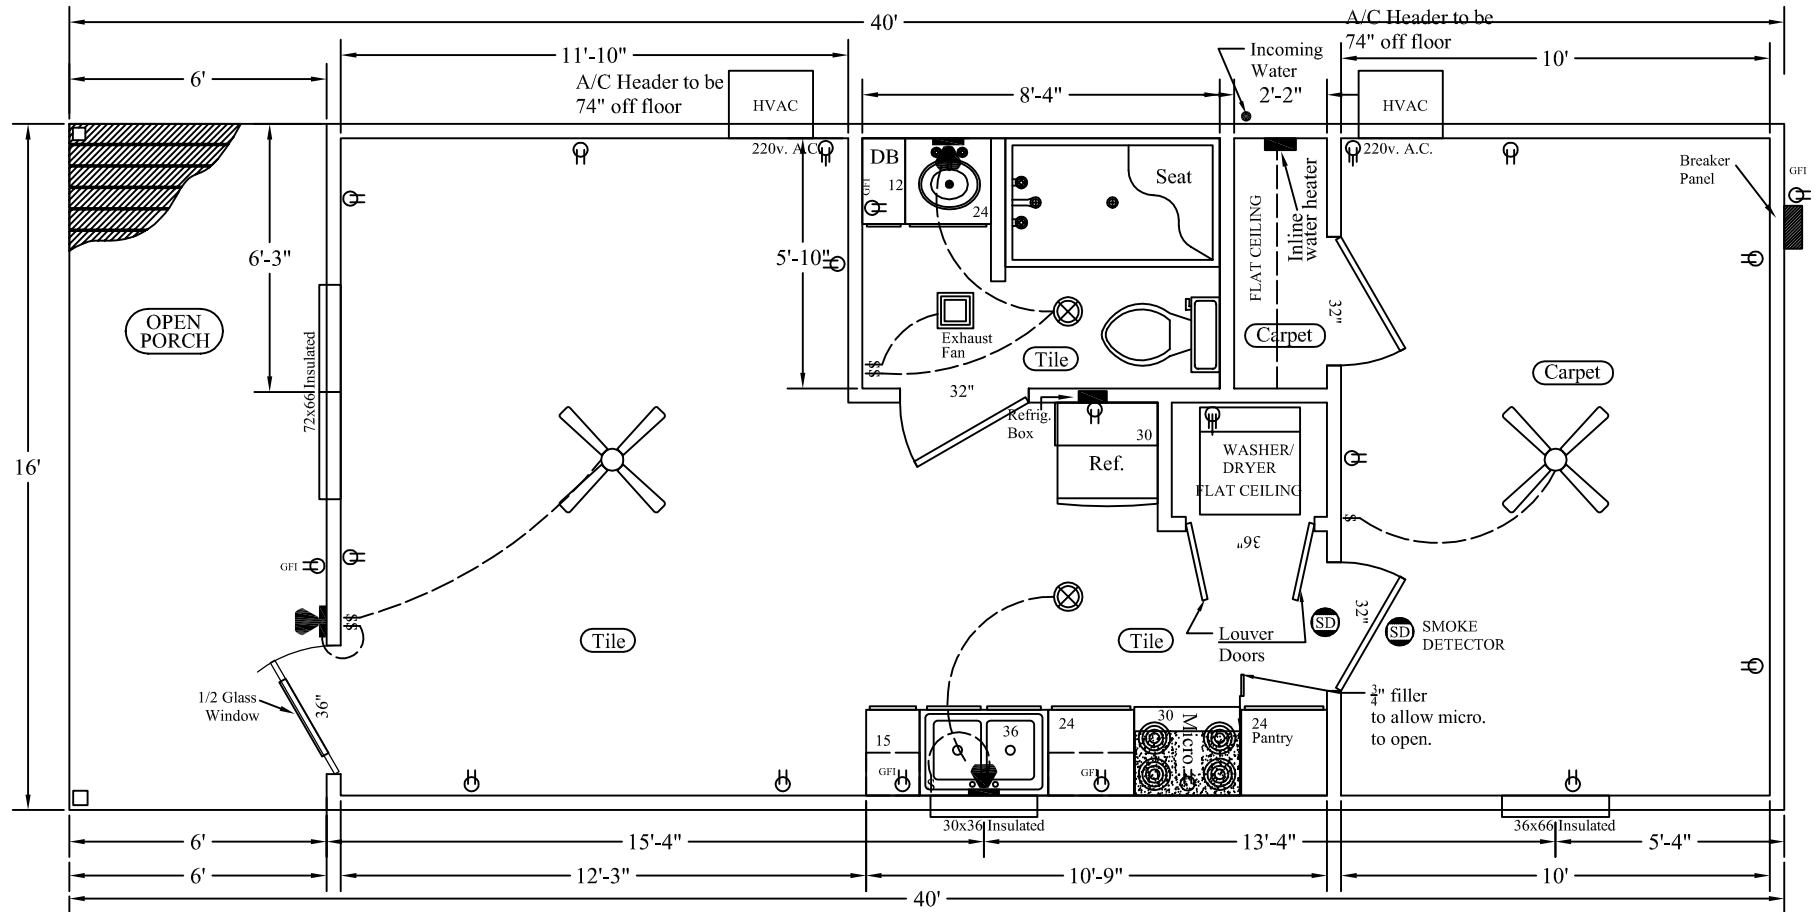 40'
A/C Header to be
74" off floor
6'
11'-10"
A/C Header to be
74" off floor
HVAC
8'-4"
Incoming
Water
2'-2"
HVAC
10'
220v. A.C.
220v. A.C.
DB
12
GFI
24
Seat
FLAT CEILING
Inline
water heater
Breaker
Panel
GFI
6'-3"
5'-10"
OPEN
PORCH
72x66 Insulated
Exhaust
Fan
Tile
SS
32"
Carpet
32"
Carpet
Refrig.
Box
30
Ref.
WASHER/
DRYER
FLAT CEILING
36"
S
16'
GFI
SS
Tile
Tile
Louver
Doors
SD
32"
SD
SMOKE
DETECTOR
1/2 Glass
Window
36"
3/4" filler
to allow micro.
to open.
15
GFI
36
S
24
GFI
30
Micro.
24
Pantry
30x36 Insulated
36x66 Insulated
6'
15'-4"
13'-4"
5'-4"
6'
12'-3"
10'-9"
10'
40'